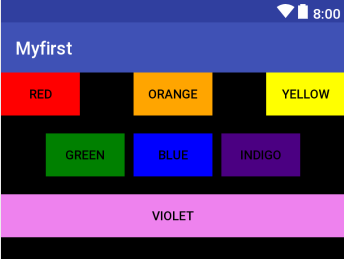 8:00
Myfirst
RED ORANGE YELLOW
GREEN BLUE INDIGO
VIOLET